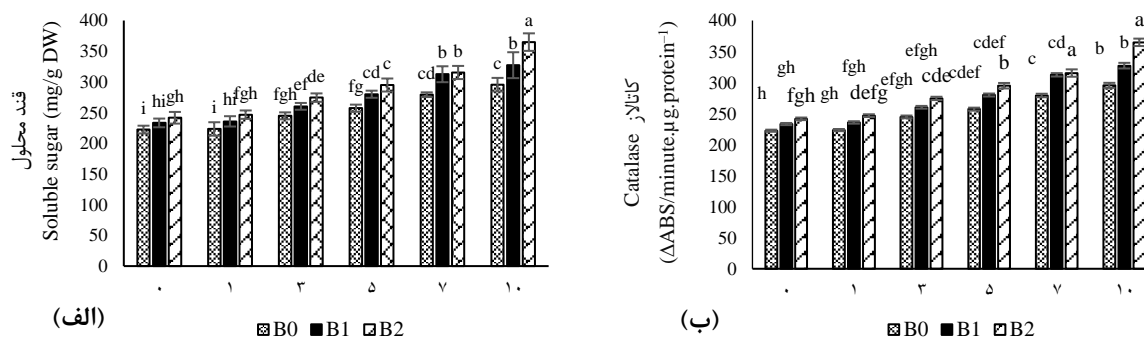 قند محلول
Soluble sugar (mg/g DW)
400
350
300
250
200
150
100
50
0
i hi gh
i hi fgh
fgh ef de
fg cd c
cd b b
c b a
۰ ۱ ۳ ۵ ۷ ۱۰
B0 B1 B2
(الف)
کاتالاز Catalase
(ΔABS/minute.µg.protein⁻¹)
400
350
300
250
200
150
100
50
0
h gh fgh
gh fgh defg
efgh efgh cde
cdef cdef b
c cd a
b b a
۰ ۱ ۳ ۵ ۷ ۱۰
B0 B1 B2
(ب)